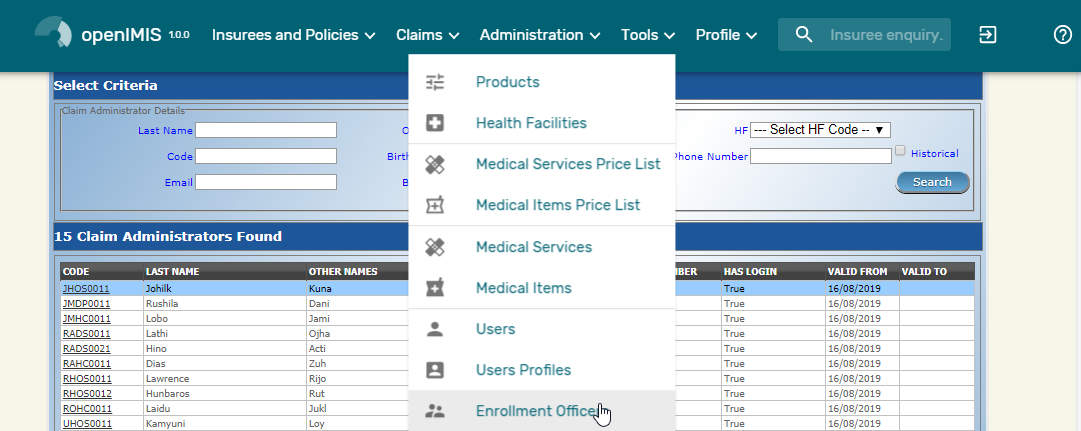 openIMIS 1.0.0 Insurees and Policies Claims Administration Tools Profile Insuree enquiry.
Select Criteria
Claim Administrator Details
Last Name
HF --- Select HF Code --
Code
Phone Number
Historical
Email
Search
Products
Health Facilities
Medical Services Price List
Medical Items Price List
Medical Services
Medical Items
Users
Users Profiles
Enrollment
15 Claim Administrators Found
CODE LAST NAME OTHER NAMES HAS LOGIN VALID FROM VALID TO
JHOS0011 Johilk Kuna True 16/08/2019
JMDP0011 Rushila Dani True 16/08/2019
JMHC0011 Lobo Jami True 16/08/2019
RADS0011 Lathi Ojha True 16/08/2019
RADS0021 Hino Acti True 16/08/2019
RAHC0011 Dias Zuh True 16/08/2019
RHOS0011 Lawrence Rijo True 16/08/2019
RHOS0012 Hunbaros Rut True 16/08/2019
ROHC0011 Laidu Jukl True 16/08/2019
UHOS0011 Kamyuni Loy True 16/08/2019